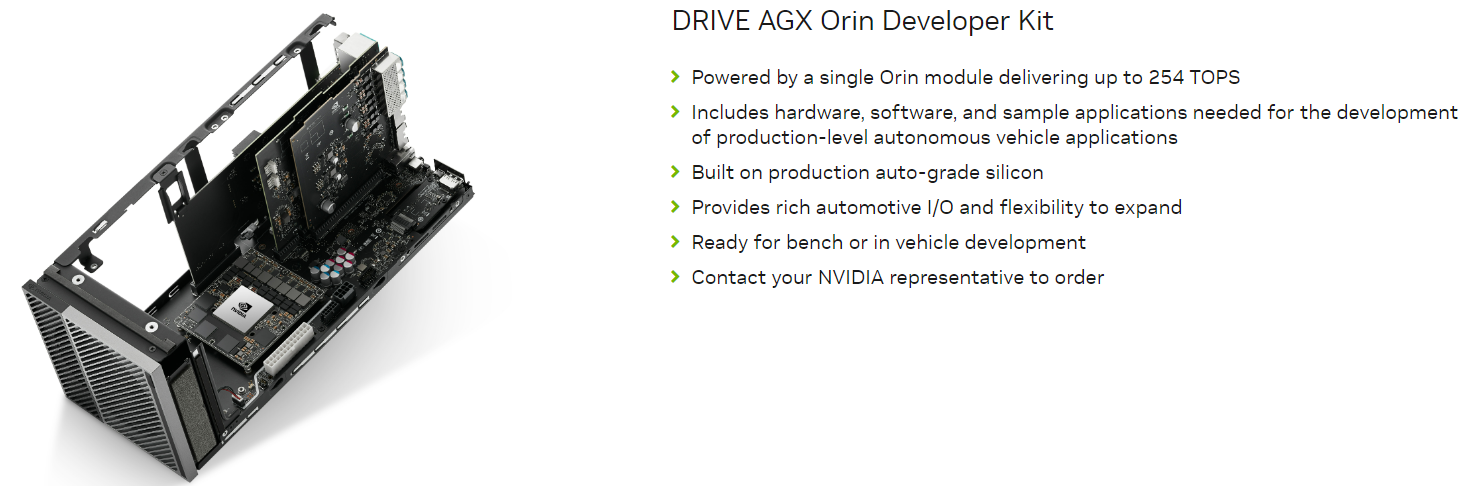 DRIVE AGX Orin Developer Kit
Powered by a single Orin module delivering up to 254 TOPS
Includes hardware, software, and sample applications needed for the development
of production-level autonomous vehicle applications
Built on production auto-grade silicon
Provides rich automotive I/O and flexibility to expand
Ready for bench or in vehicle development
Contact your NVIDIA representative to order
NVIDIA